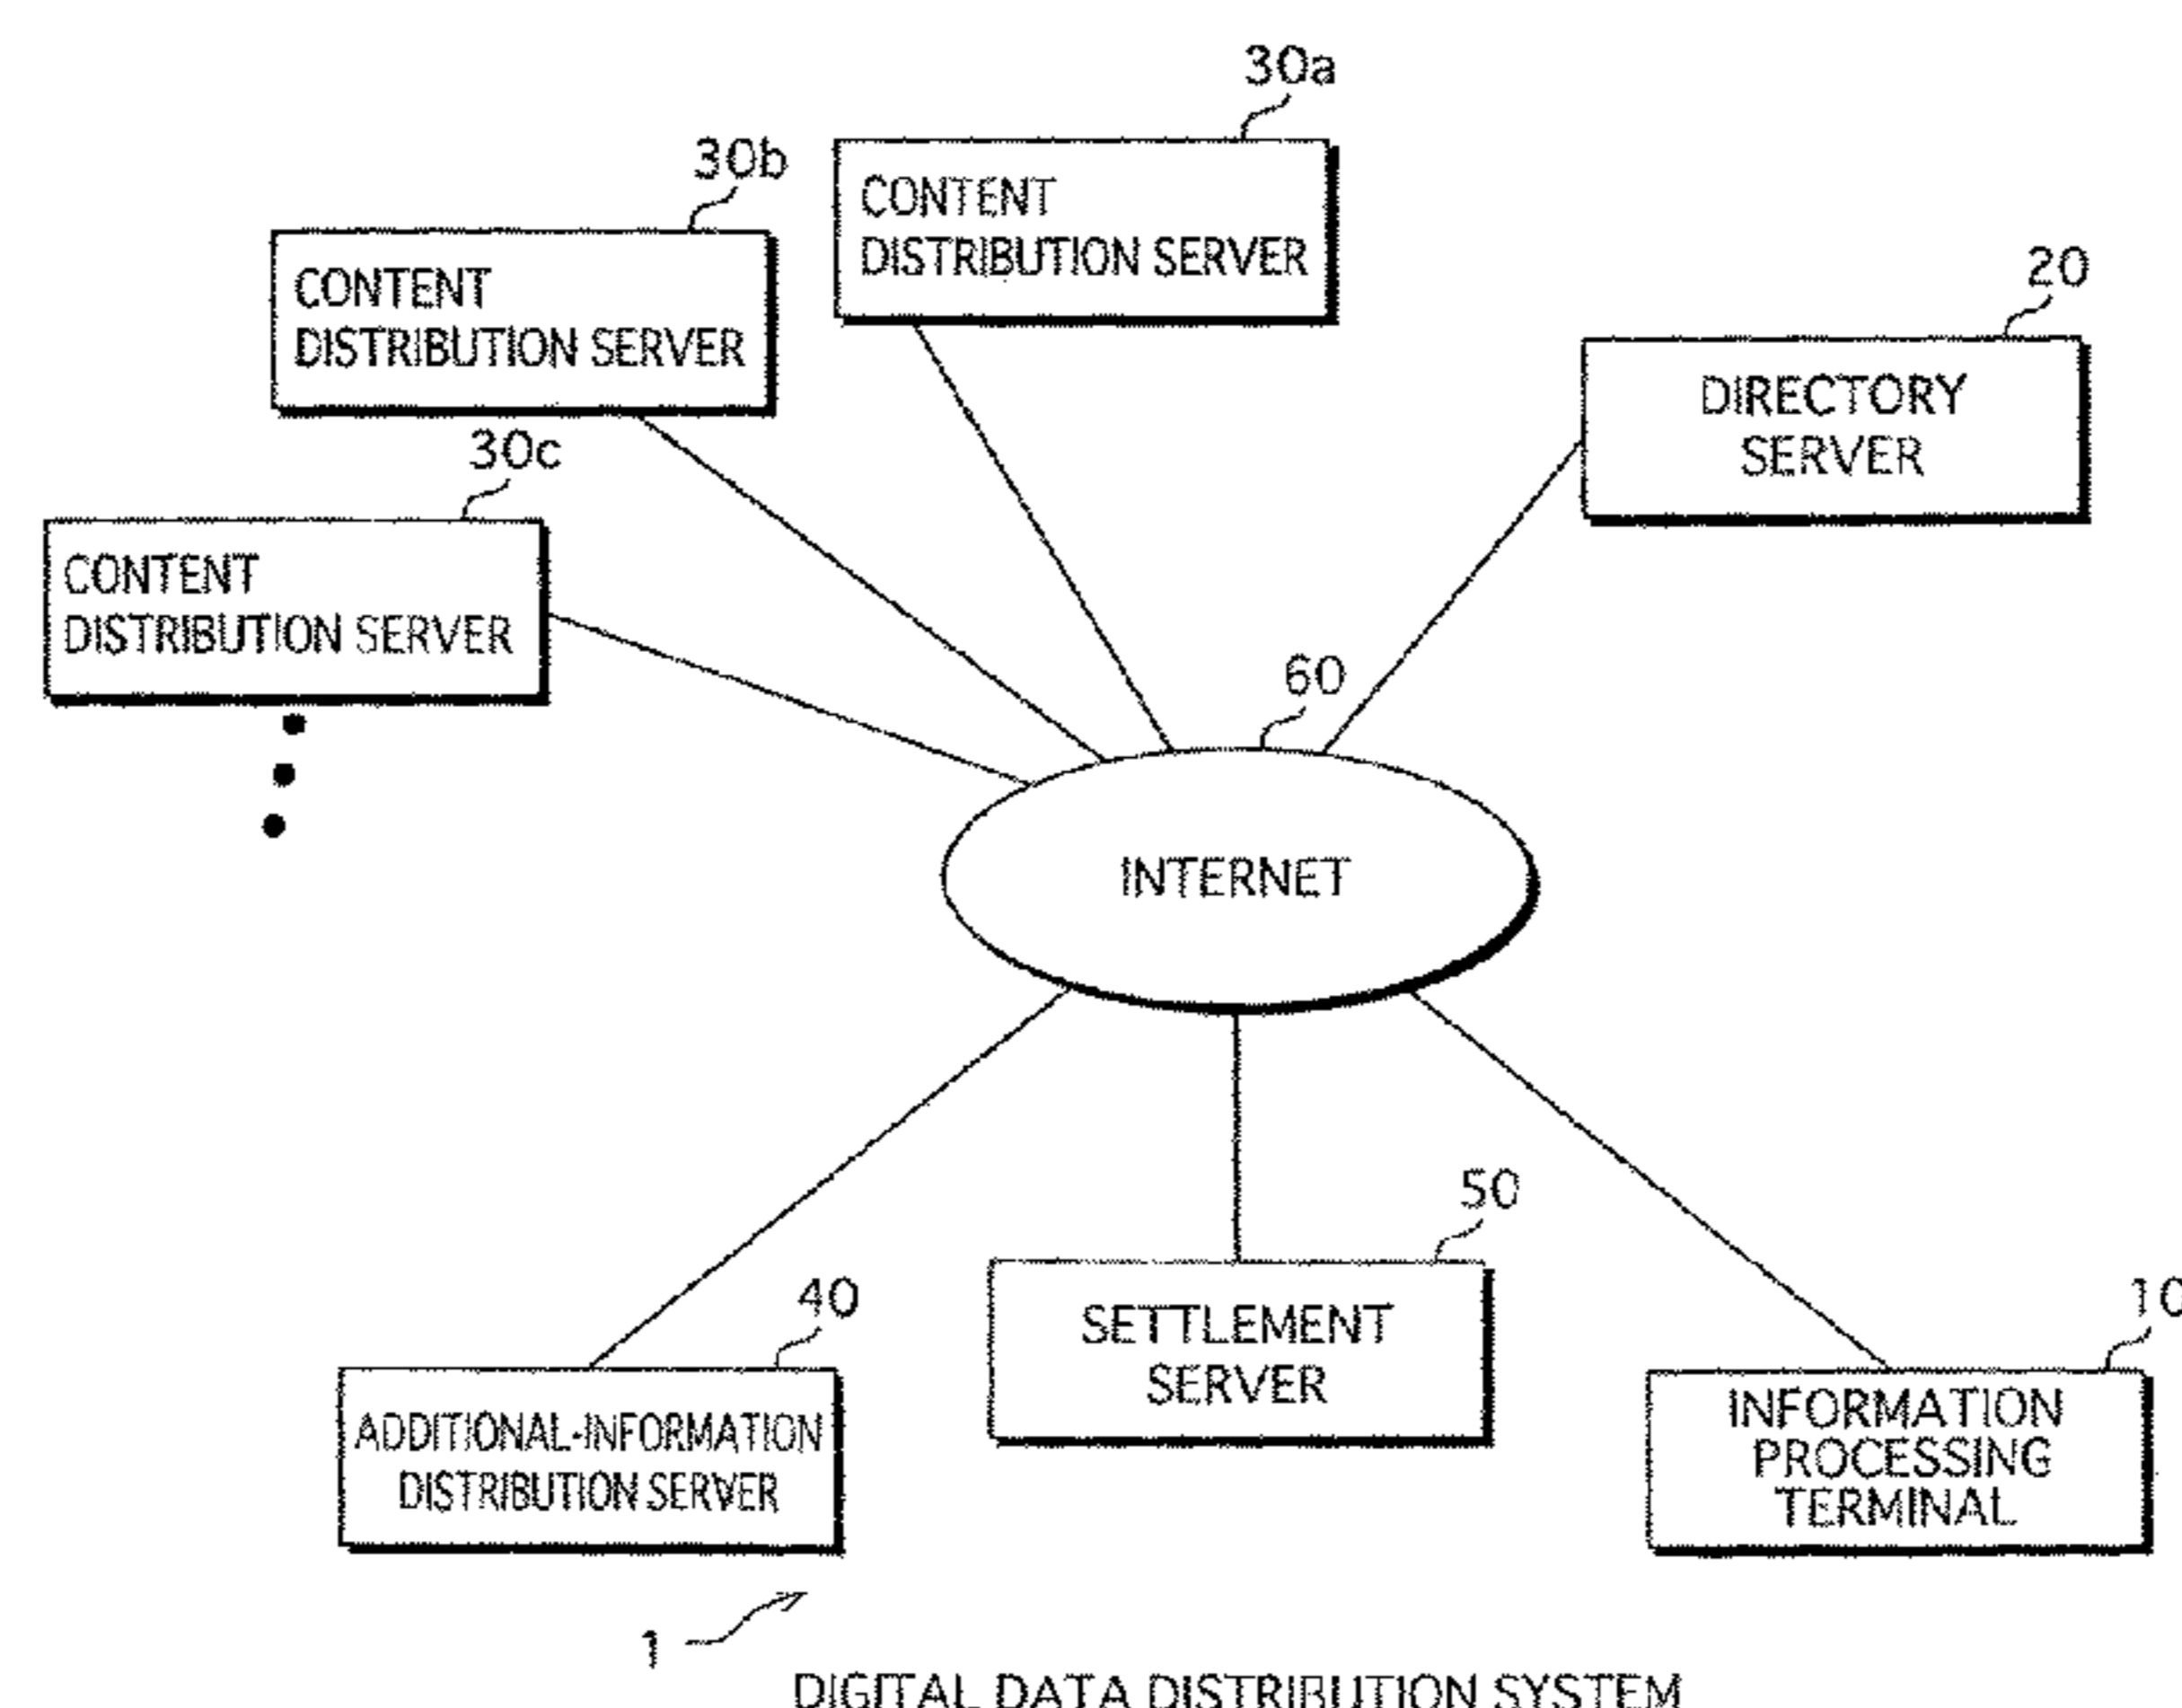 30a
CONTENT
DISTRIBUTION SERVER
30b
CONTENT
DISTRIBUTION SERVER
20
DIRECTORY
SERVER
30c
CONTENT
DISTRIBUTION SERVER
60
INTERNET
50
SETTLEMENT
SERVER
40
ADDITIONAL-INFORMATION
DISTRIBUTION SERVER
10
INFORMATION
PROCESSING
TERMINAL
1
DIGITAL DATA DISTRIBUTION SYSTEM